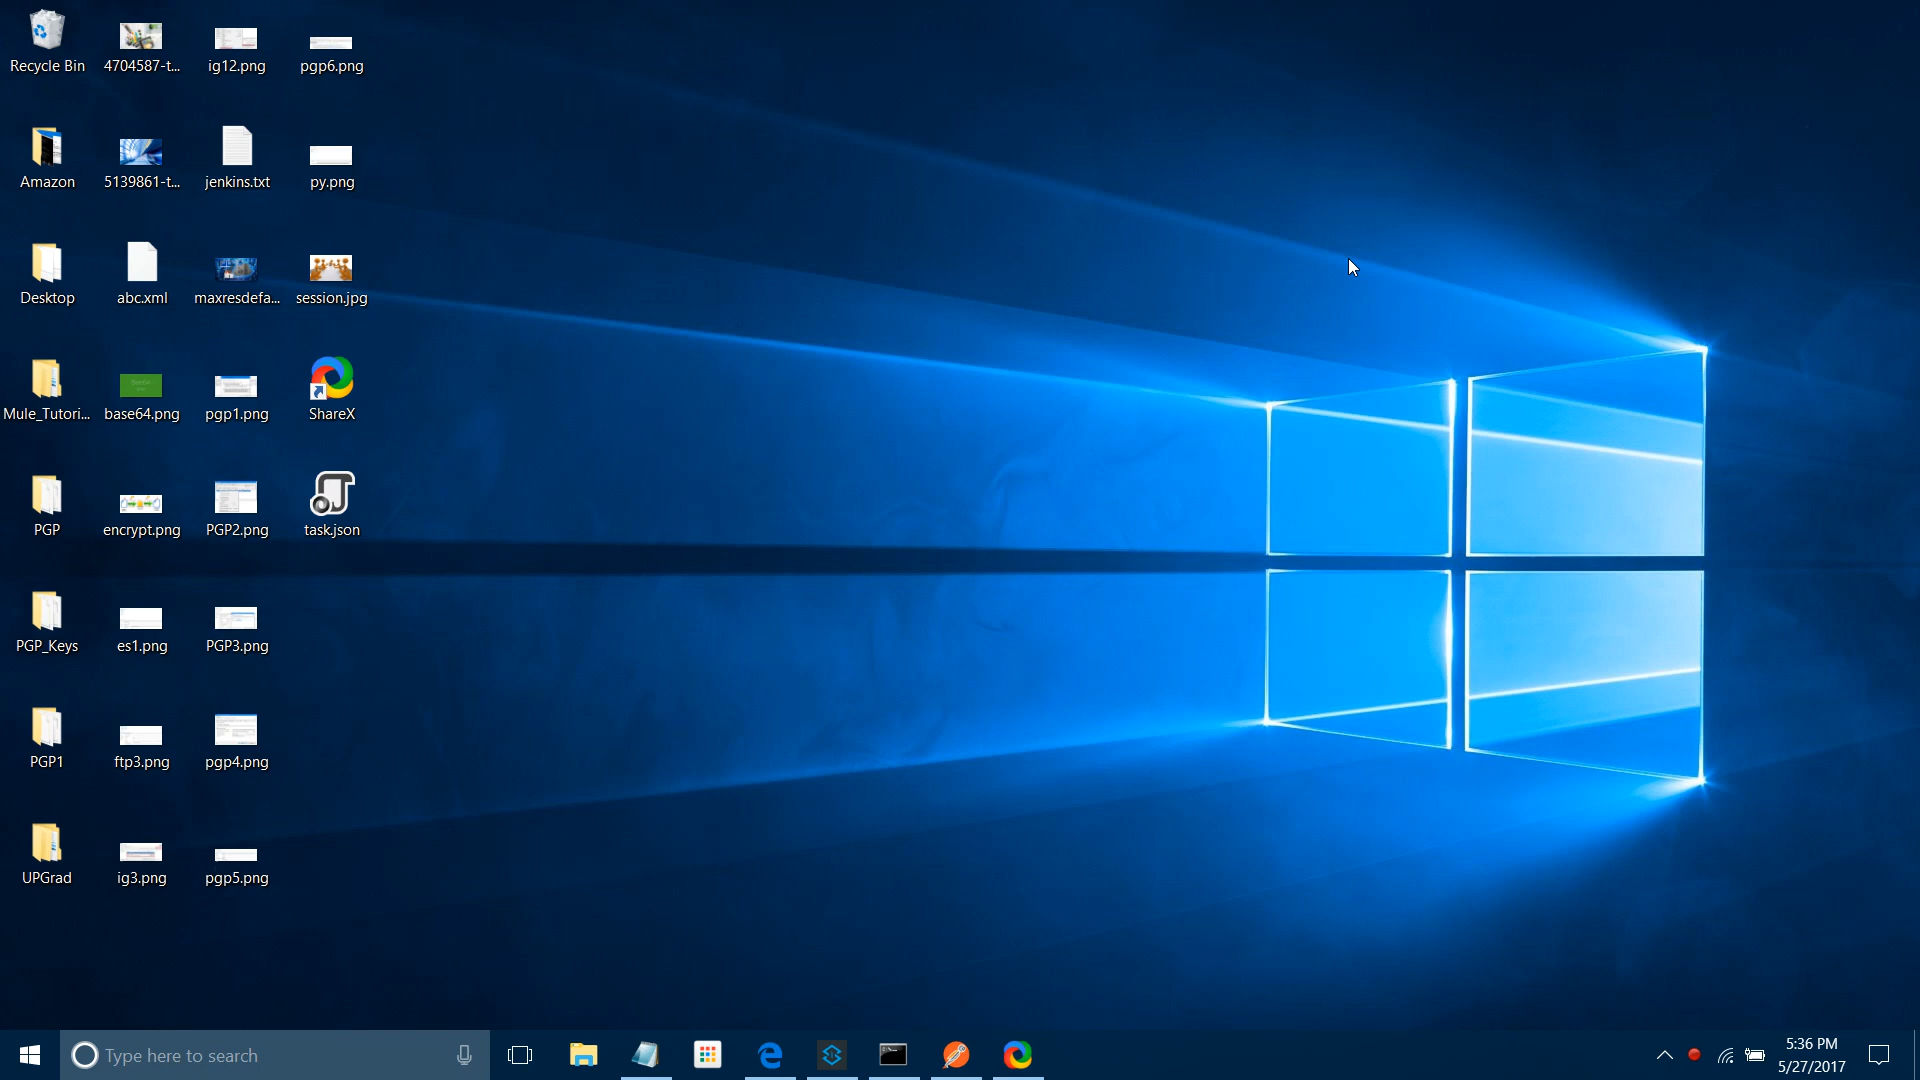 Recycle Bin
4704587-t...
ig12.png
pgp6.png
Amazon
5139861-t...
jenkins.txt
py.png
Desktop
abc.xml
maxresdefa...
session.jpg
Mule_Tutori...
base64.png
pgp1.png
ShareX
PGP
encrypt.png
PGP2.png
task.json
PGP_Keys
es1.png
PGP3.png
PGP1
ftp3.png
pgp4.png
UPGrad
ig3.png
pgp5.png
Type here to search
5:36 PM
5/27/2017